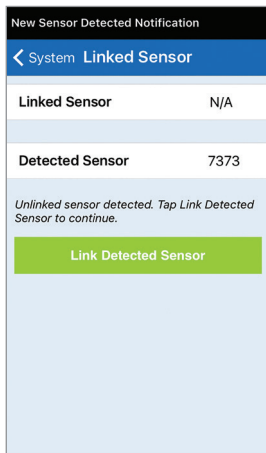 New Sensor Detected Notification
System Linked Sensor
Linked Sensor N/A
Detected Sensor 7373
Unlinked sensor detected. Tap Link Detected
Sensor to continue.
Link Detected Sensor